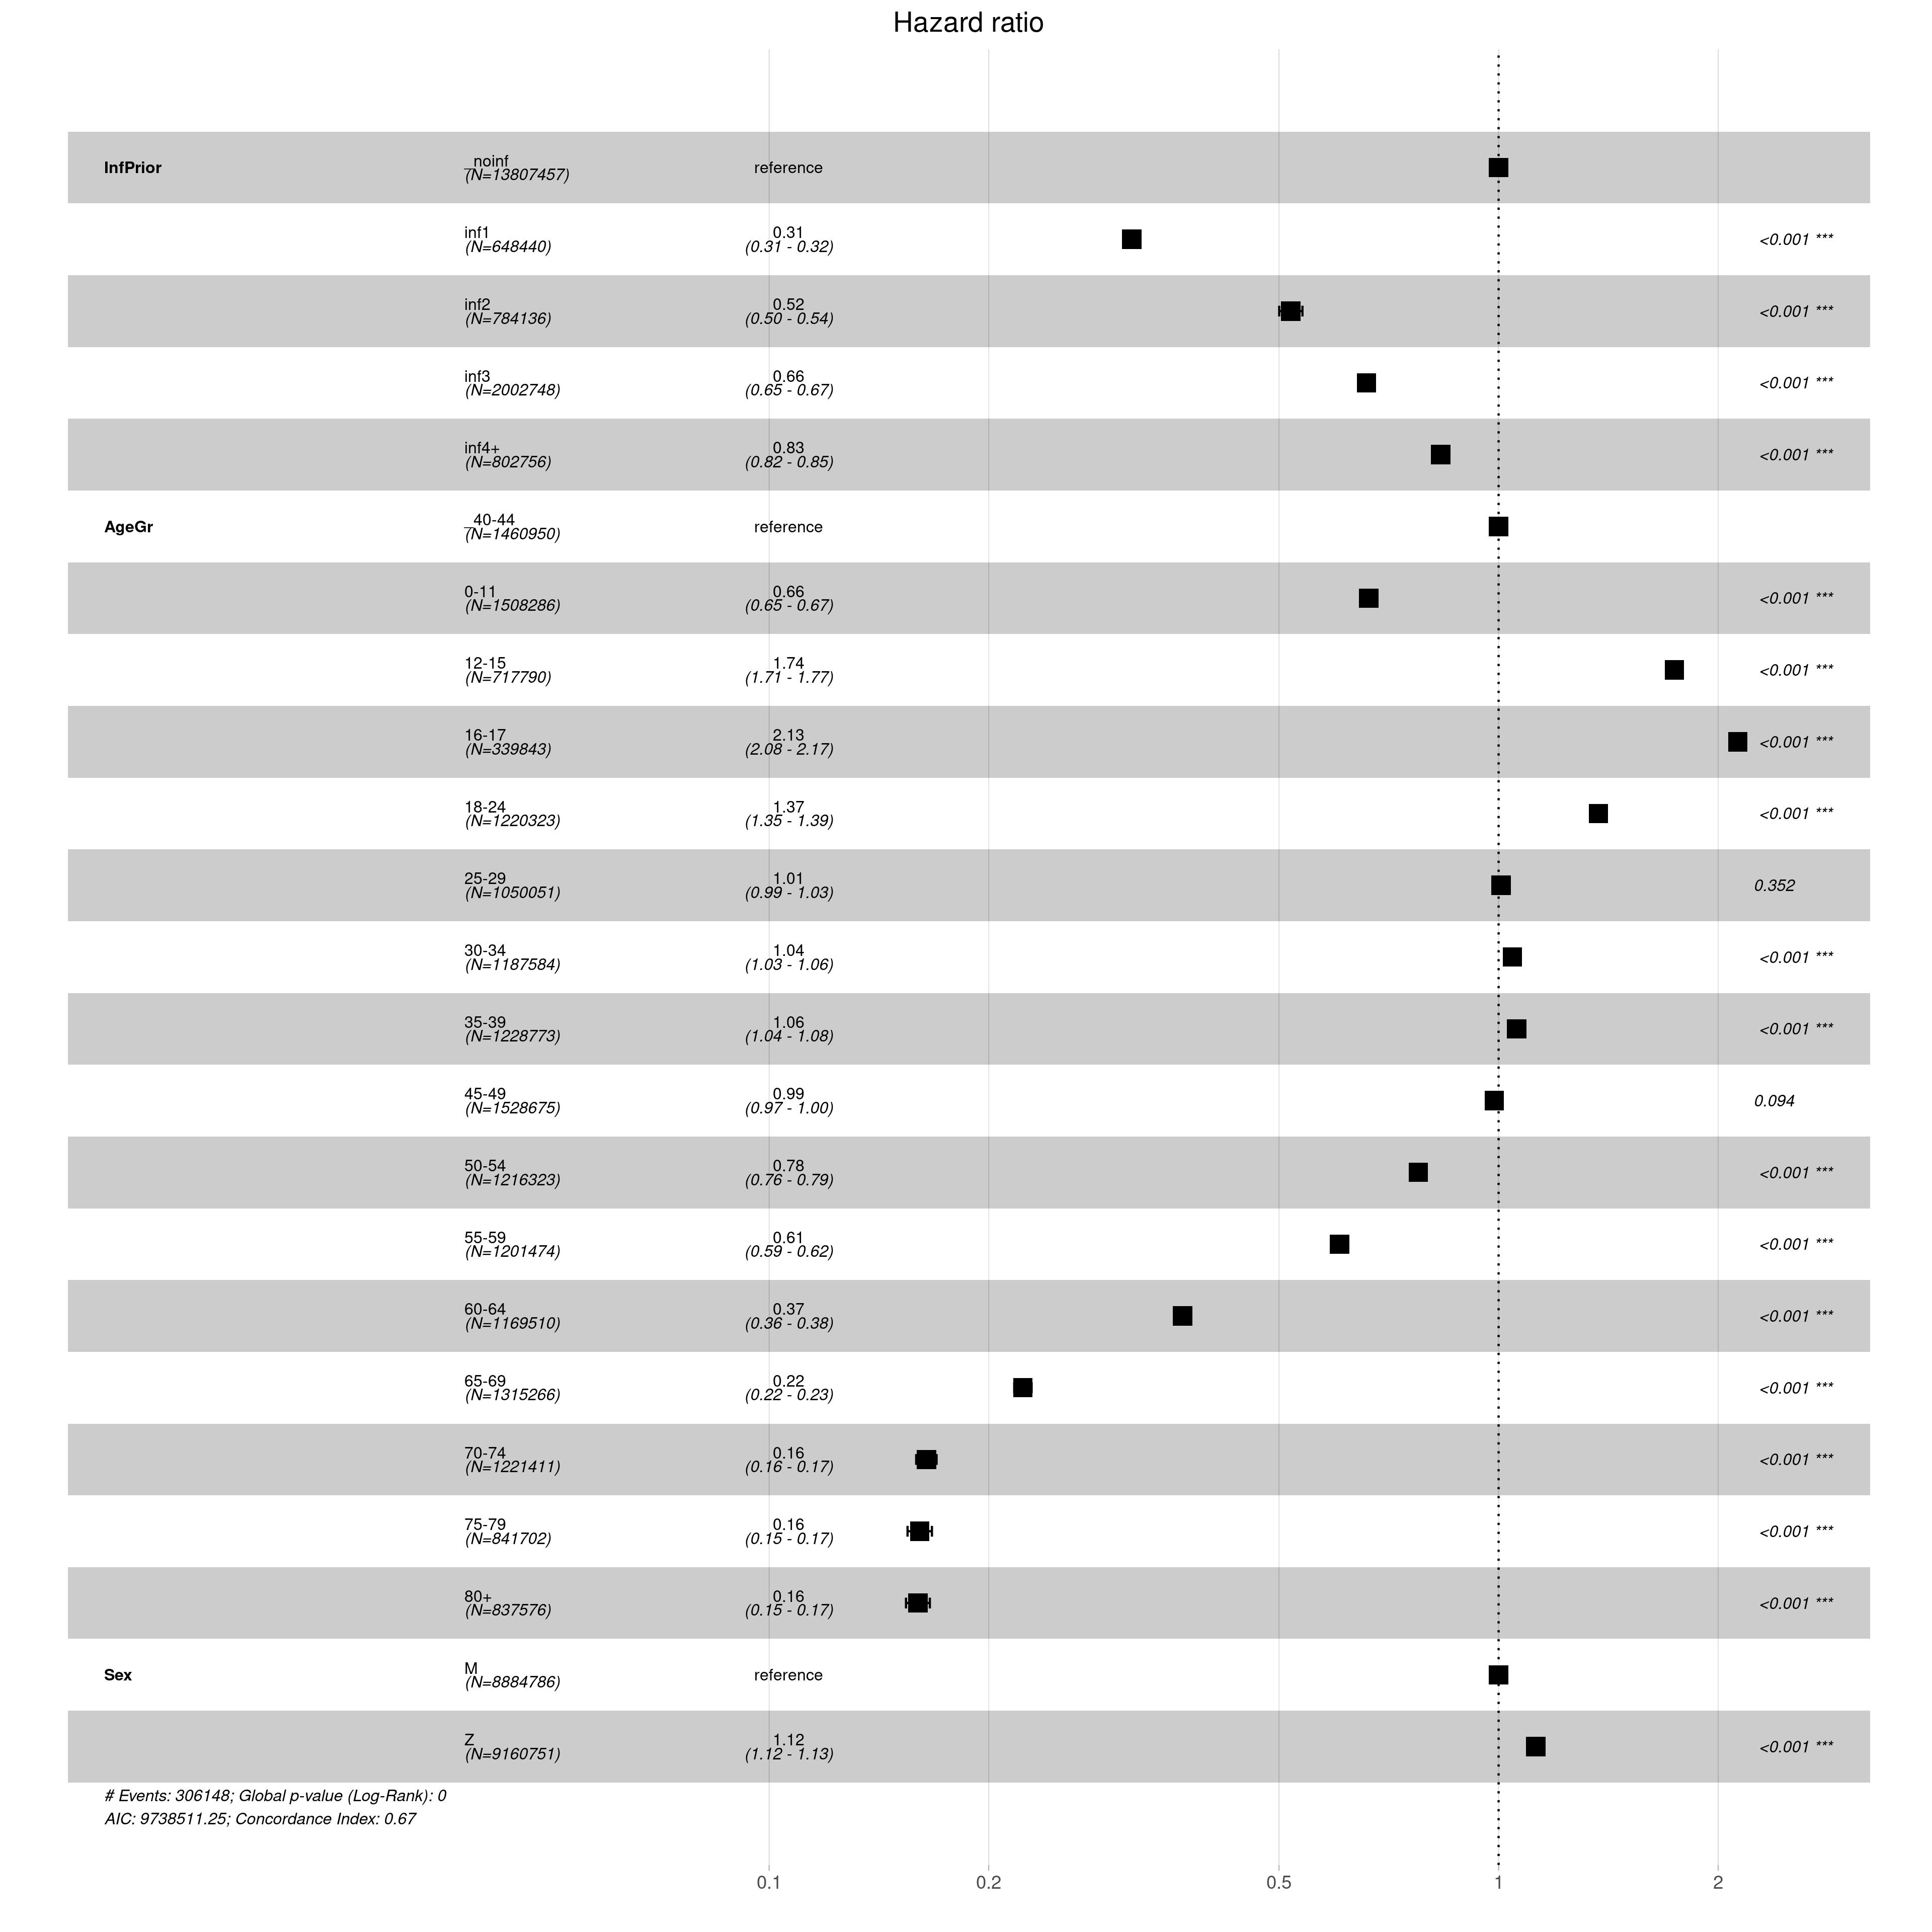 Hazard ratio
InfPrior _noinf reference
(N=13807457)
inf1 0.31 <0.001 ***
(N=648440) (0.31 - 0.32)
inf2 0.52 <0.001 ***
(N=784136) (0.50 - 0.54)
inf3 0.66 <0.001 ***
(N=2002748) (0.65 - 0.67)
inf4+ 0.83 <0.001 ***
(N=802756) (0.82 - 0.85)
AgeGr _40-44 reference
(N=1460950)
0-11 0.66 <0.001 ***
(N=1508286) (0.65 - 0.67)
12-15 1.74 <0.001 ***
(N=717790) (1.71 - 1.77)
16-17 2.13 <0.001 ***
(N=339843) (2.08 - 2.17)
18-24 1.37 <0.001 ***
(N=1220323) (1.35 - 1.39)
25-29 1.01 0.352
(N=1050051) (0.99 - 1.03)
30-34 1.04 <0.001 ***
(N=1187584) (1.03 - 1.06)
35-39 1.06 <0.001 ***
(N=1228773) (1.04 - 1.08)
45-49 0.99 0.094
(N=1528675) (0.97 - 1.00)
50-54 0.78 <0.001 ***
(N=1216323) (0.76 - 0.79)
55-59 0.61 <0.001 ***
(N=1201474) (0.59 - 0.62)
60-64 0.37 <0.001 ***
(N=1169510) (0.36 - 0.38)
65-69 0.22 <0.001 ***
(N=1315266) (0.22 - 0.23)
70-74 0.16 <0.001 ***
(N=1221411) (0.16 - 0.17)
75-79 0.16 <0.001 ***
(N=841702) (0.15 - 0.17)
80+ 0.16 <0.001 ***
(N=837576) (0.15 - 0.17)
Sex M reference
(N=8884786)
Z 1.12 <0.001 ***
(N=9160751) (1.12 - 1.13)
# Events: 306148; Global p-value (Log-Rank): 0
AIC: 9738511.25; Concordance Index: 0.67
0.1 0.2 0.5 1 2